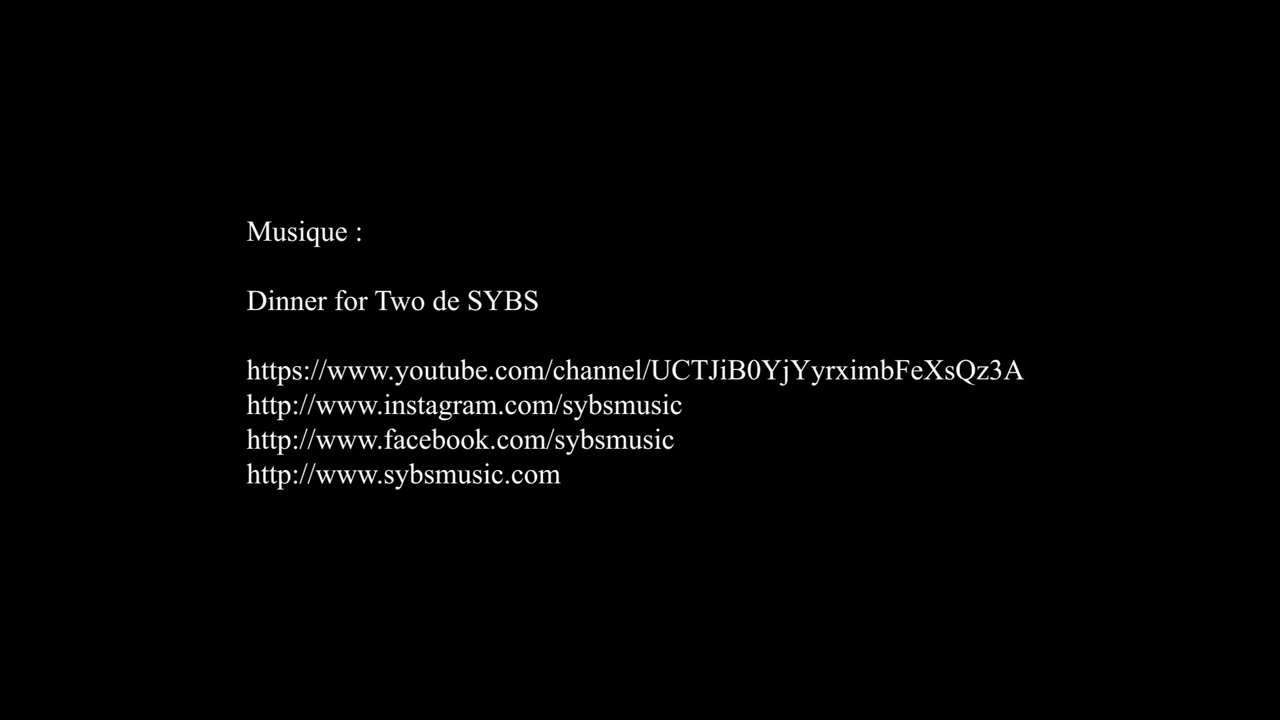 Musique :
Dinner for Two de SYBS
https://www.youtube.com/channel/UCTJiB0YjYyrximbFeXsQz3A
http://www.instagram.com/sybsmusic
http://www.facebook.com/sybsmusic
http://www.sybsmusic.com